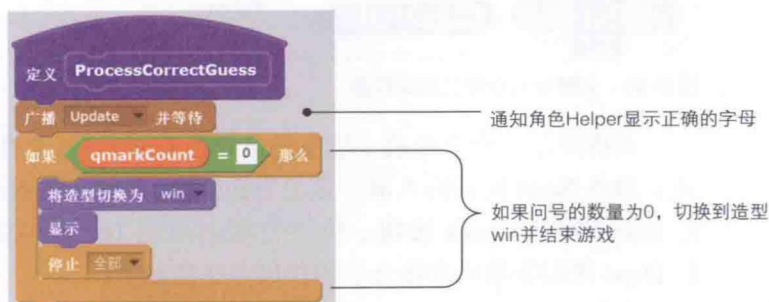 定义 ProcessCorrectGuess
广播 Update 并等待
通知角色Helper显示正确的字母
如果 qmarkCount = 0 那么
将造型切换为 win
显示
停止 全部
如果问号的数量为0，切换到造型
win并结束游戏